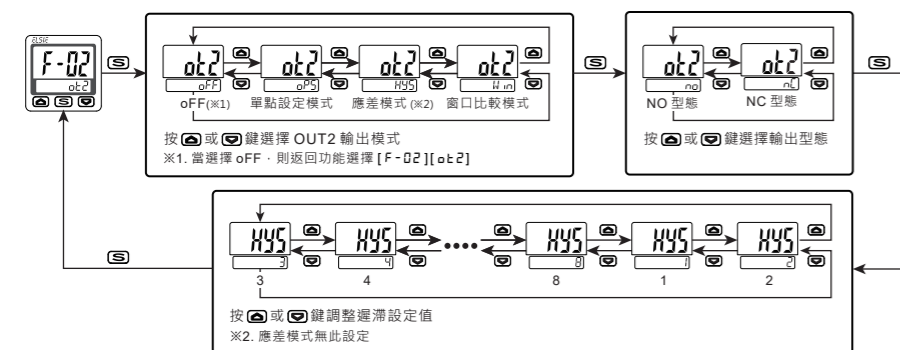 ELSIE
F-02
ot2
S
S
ot2
oFF
ot2
oPS
ot2
HYS
ot2
Win
oFF(※1)
單點設定模式
應差模式 (※2)
窗口比較模式
按 或 鍵選擇 OUT2 輸出模式
※1. 當選擇 oFF,則返回功能選擇 [F-02][ot2]
S
ot2
no
ot2
nC
NO 型態
NC 型態
按 或 鍵選擇輸出型態
S
HYS
3
HYS
4
••••
HYS
8
HYS
1
HYS
2
3
4
8
1
2
按 或 鍵調整遲滯設定值
※2. 應差模式無此設定
S